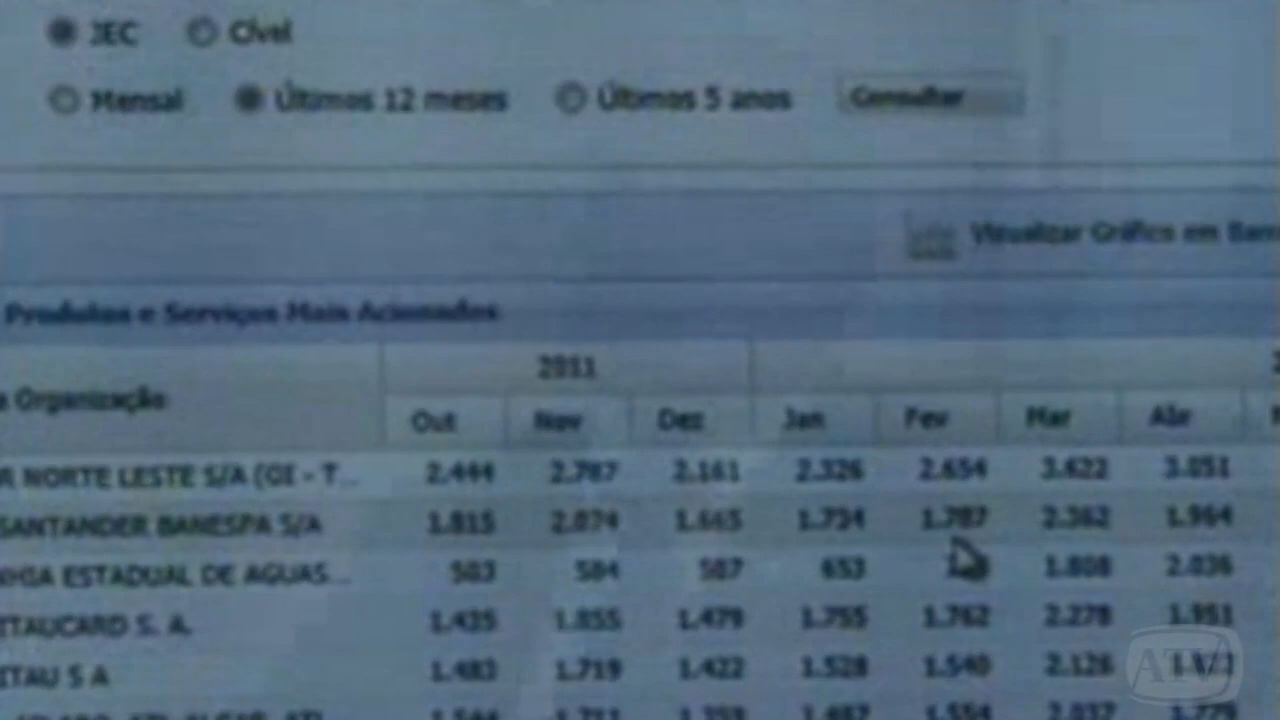 JEC Cível
Mensal Últimos 12 meses Últimos 5 anos Consultar
Visualizar Gráfico em
Produtos e Serviços Mais Acionados
2011
a Organização
Out Nov Dez Jan Fev Mar Abr
R NORTE LESTE S/A (OI - T... 2.444 2.787 2.161 2.326 2.654 3.622 3.051
SANTANDER BANESPA S/A 1.815 2.074 1.665 1.734 1.787 2.362 1.964
HIA ESTADUAL DE AGUAS... 503 504 507 653 1.808 2.036
ITAUCARD S. A. 1.435 1.855 1.479 1.755 1.762 2.278 1.951
ITAU S A 1.483 1.719 1.422 1.528 1.540 2.126
ATV